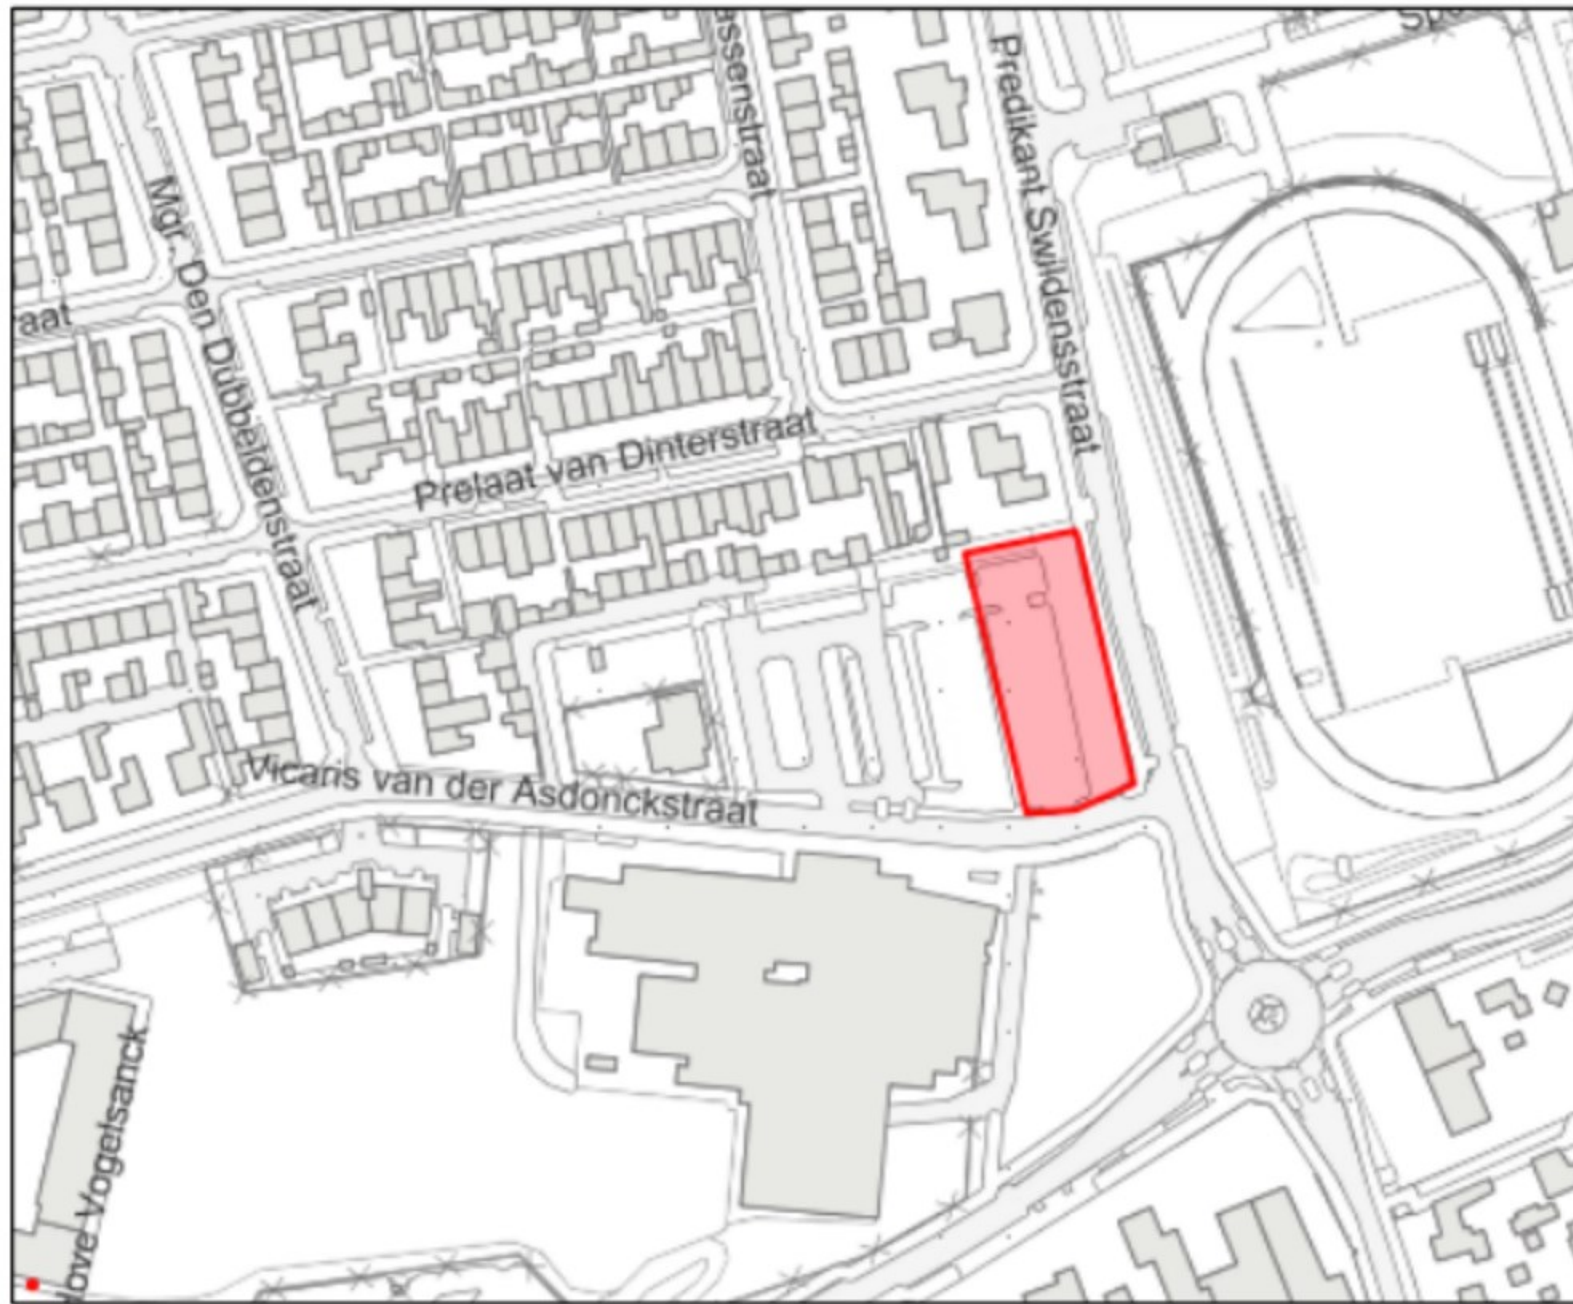 Predikant Swildensstraat
Mgr. Den Dubbeldenstraat
Prelaat van Dinterstraat
Vicaris van der Asdonckstraat
Hove Vogelsanck